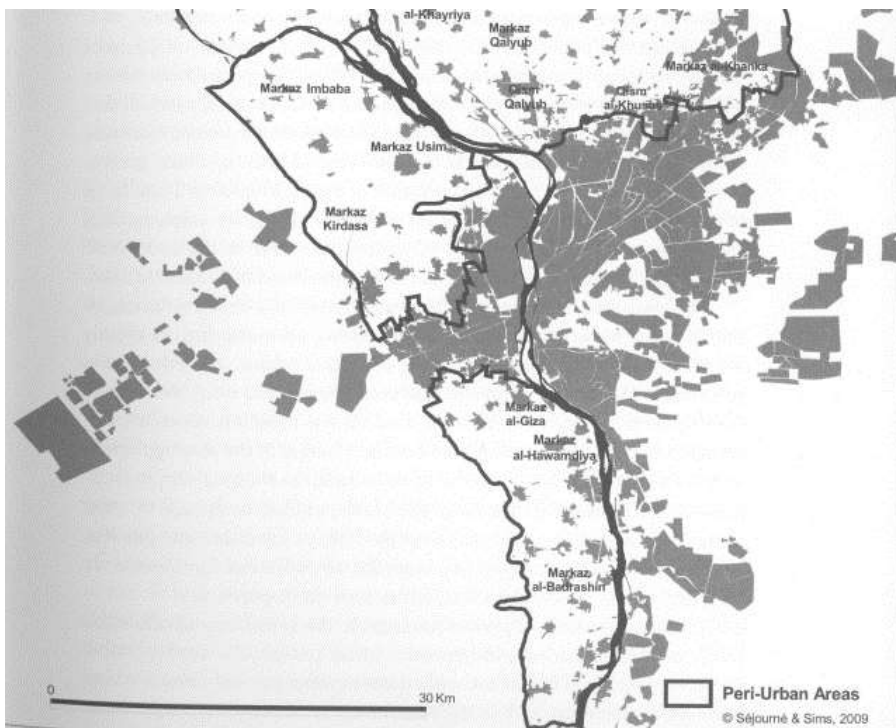 al-Khayriya
Markaz
Qalyub
Markaz al-Khanka
Markaz Imbaba
Qism
Qalyub
Qism
al-Khusus
Markaz Usim
Markaz
Kirdasa
Markaz
al-Giza
Markaz
al-Hawamdiya
Markaz
al-Badrashin
0
30 Km
Peri-Urban Areas
© Séjourné & Sims, 2009